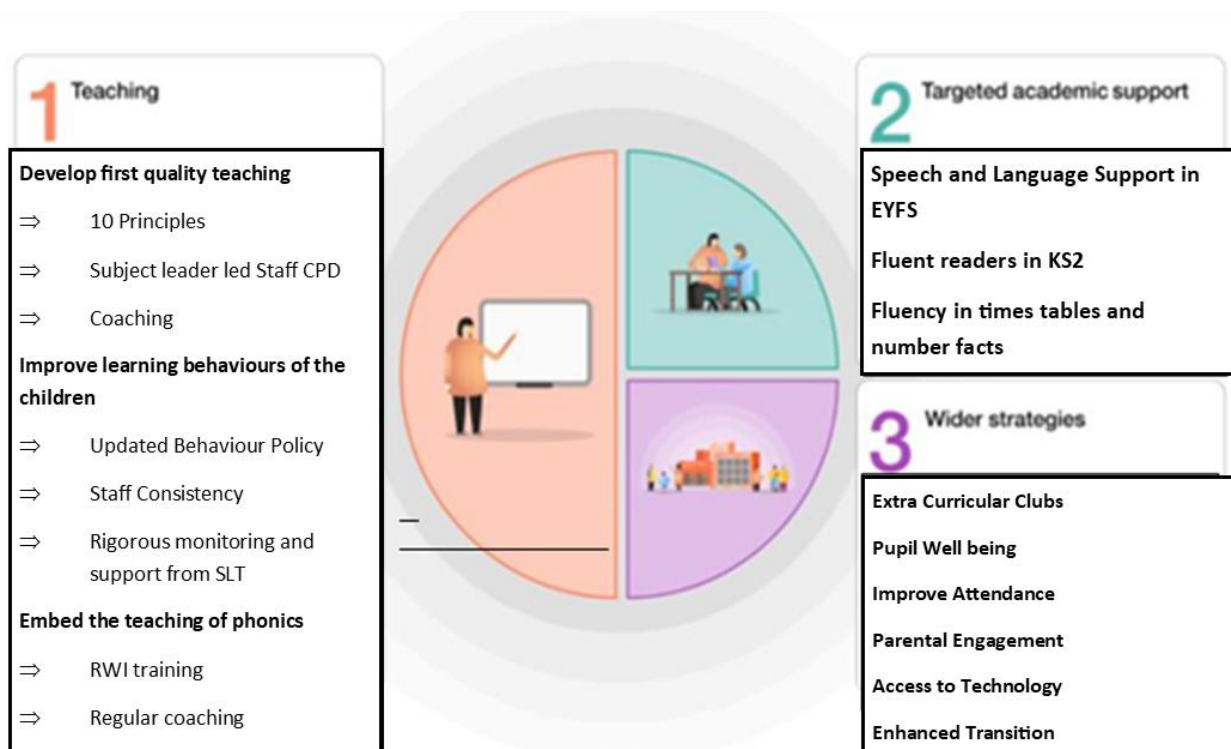 1 Teaching
Develop first quality teaching
⇒ 10 Principles
⇒ Subject leader led Staff CPD
⇒ Coaching
Improve learning behaviours of the
children
⇒ Updated Behaviour Policy
⇒ Staff Consistency
⇒ Rigorous monitoring and
support from SLT
Embed the teaching of phonics
⇒ RWI training
⇒ Regular coaching
2 Targeted academic support
Speech and Language Support in
EYFS
Fluent readers in KS2
Fluency in times tables and
number facts
3 Wider strategies
Extra Curricular Clubs
Pupil Well being
Improve Attendance
Parental Engagement
Access to Technology
Enhanced Transition